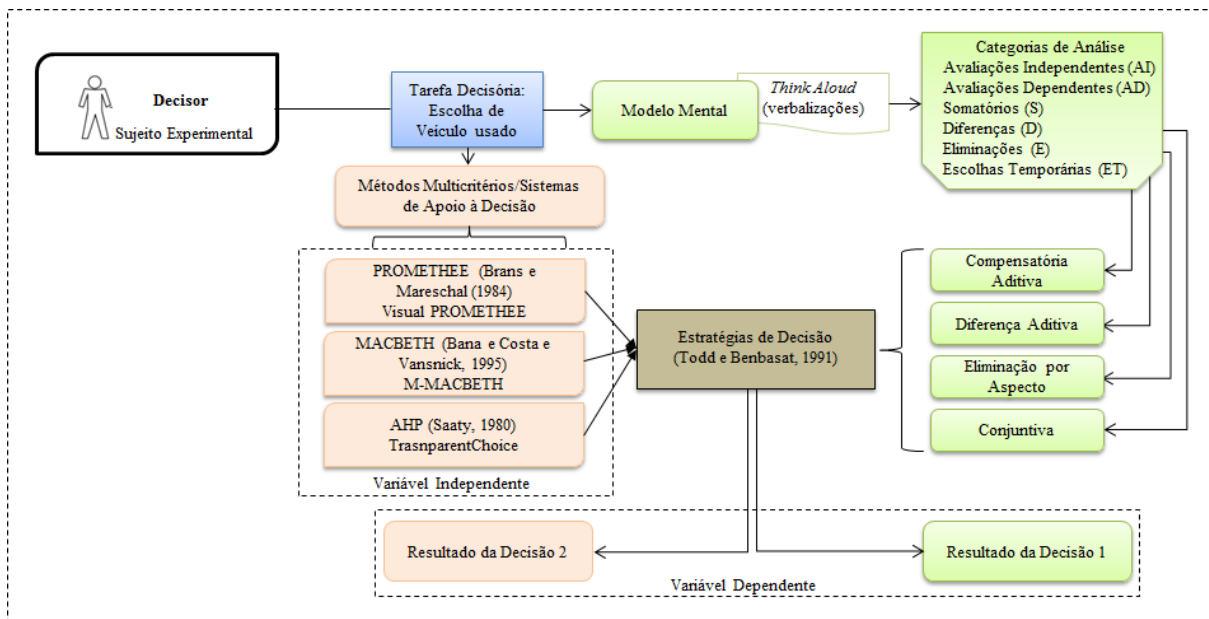 Decisor
Sujeito Experimental
Tarefa Decisória:
Escolha de
Veiculo usado
Modelo Mental
Think Aloud
(verbalizações)
Categorias de Análise
Avaliações Independentes (AI)
Avaliações Dependentes (AD)
Somatórios (S)
Diferenças (D)
Eliminações (E)
Escolhas Temporárias (ET)
Métodos Multicritérios/Sistemas
de Apoio à Decisão
PROMETHEE (Brans e
Mareschal (1984)
Visual PROMETHEE
MACBETH (Bana e Costa e
Vansnick, 1995)
M-MACBETH
AHP (Saaty, 1980)
TrasnparentChoice
Variável Independente
Estratégias de Decisão
(Todd e Benbasat, 1991)
Compensatória
Aditiva
Diferença Aditiva
Eliminação por
Aspecto
Conjuntiva
Resultado da Decisão 2
Resultado da Decisão 1
Variável Dependente